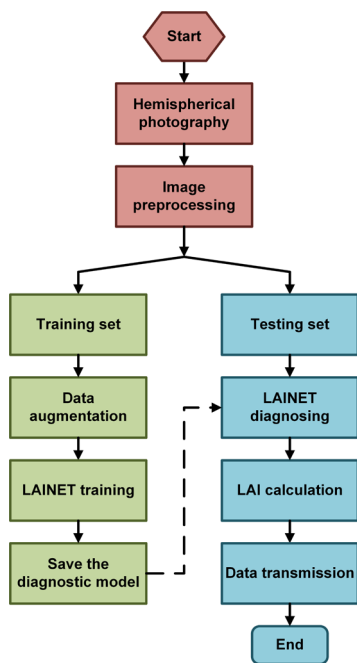 Start
Hemispherical
photography
Image
preprocessing
Training set
Data
augmentation
LAINET training
Save the
diagnostic model
Testing set
LAINET
diagnosing
LAI calculation
Data transmission
End